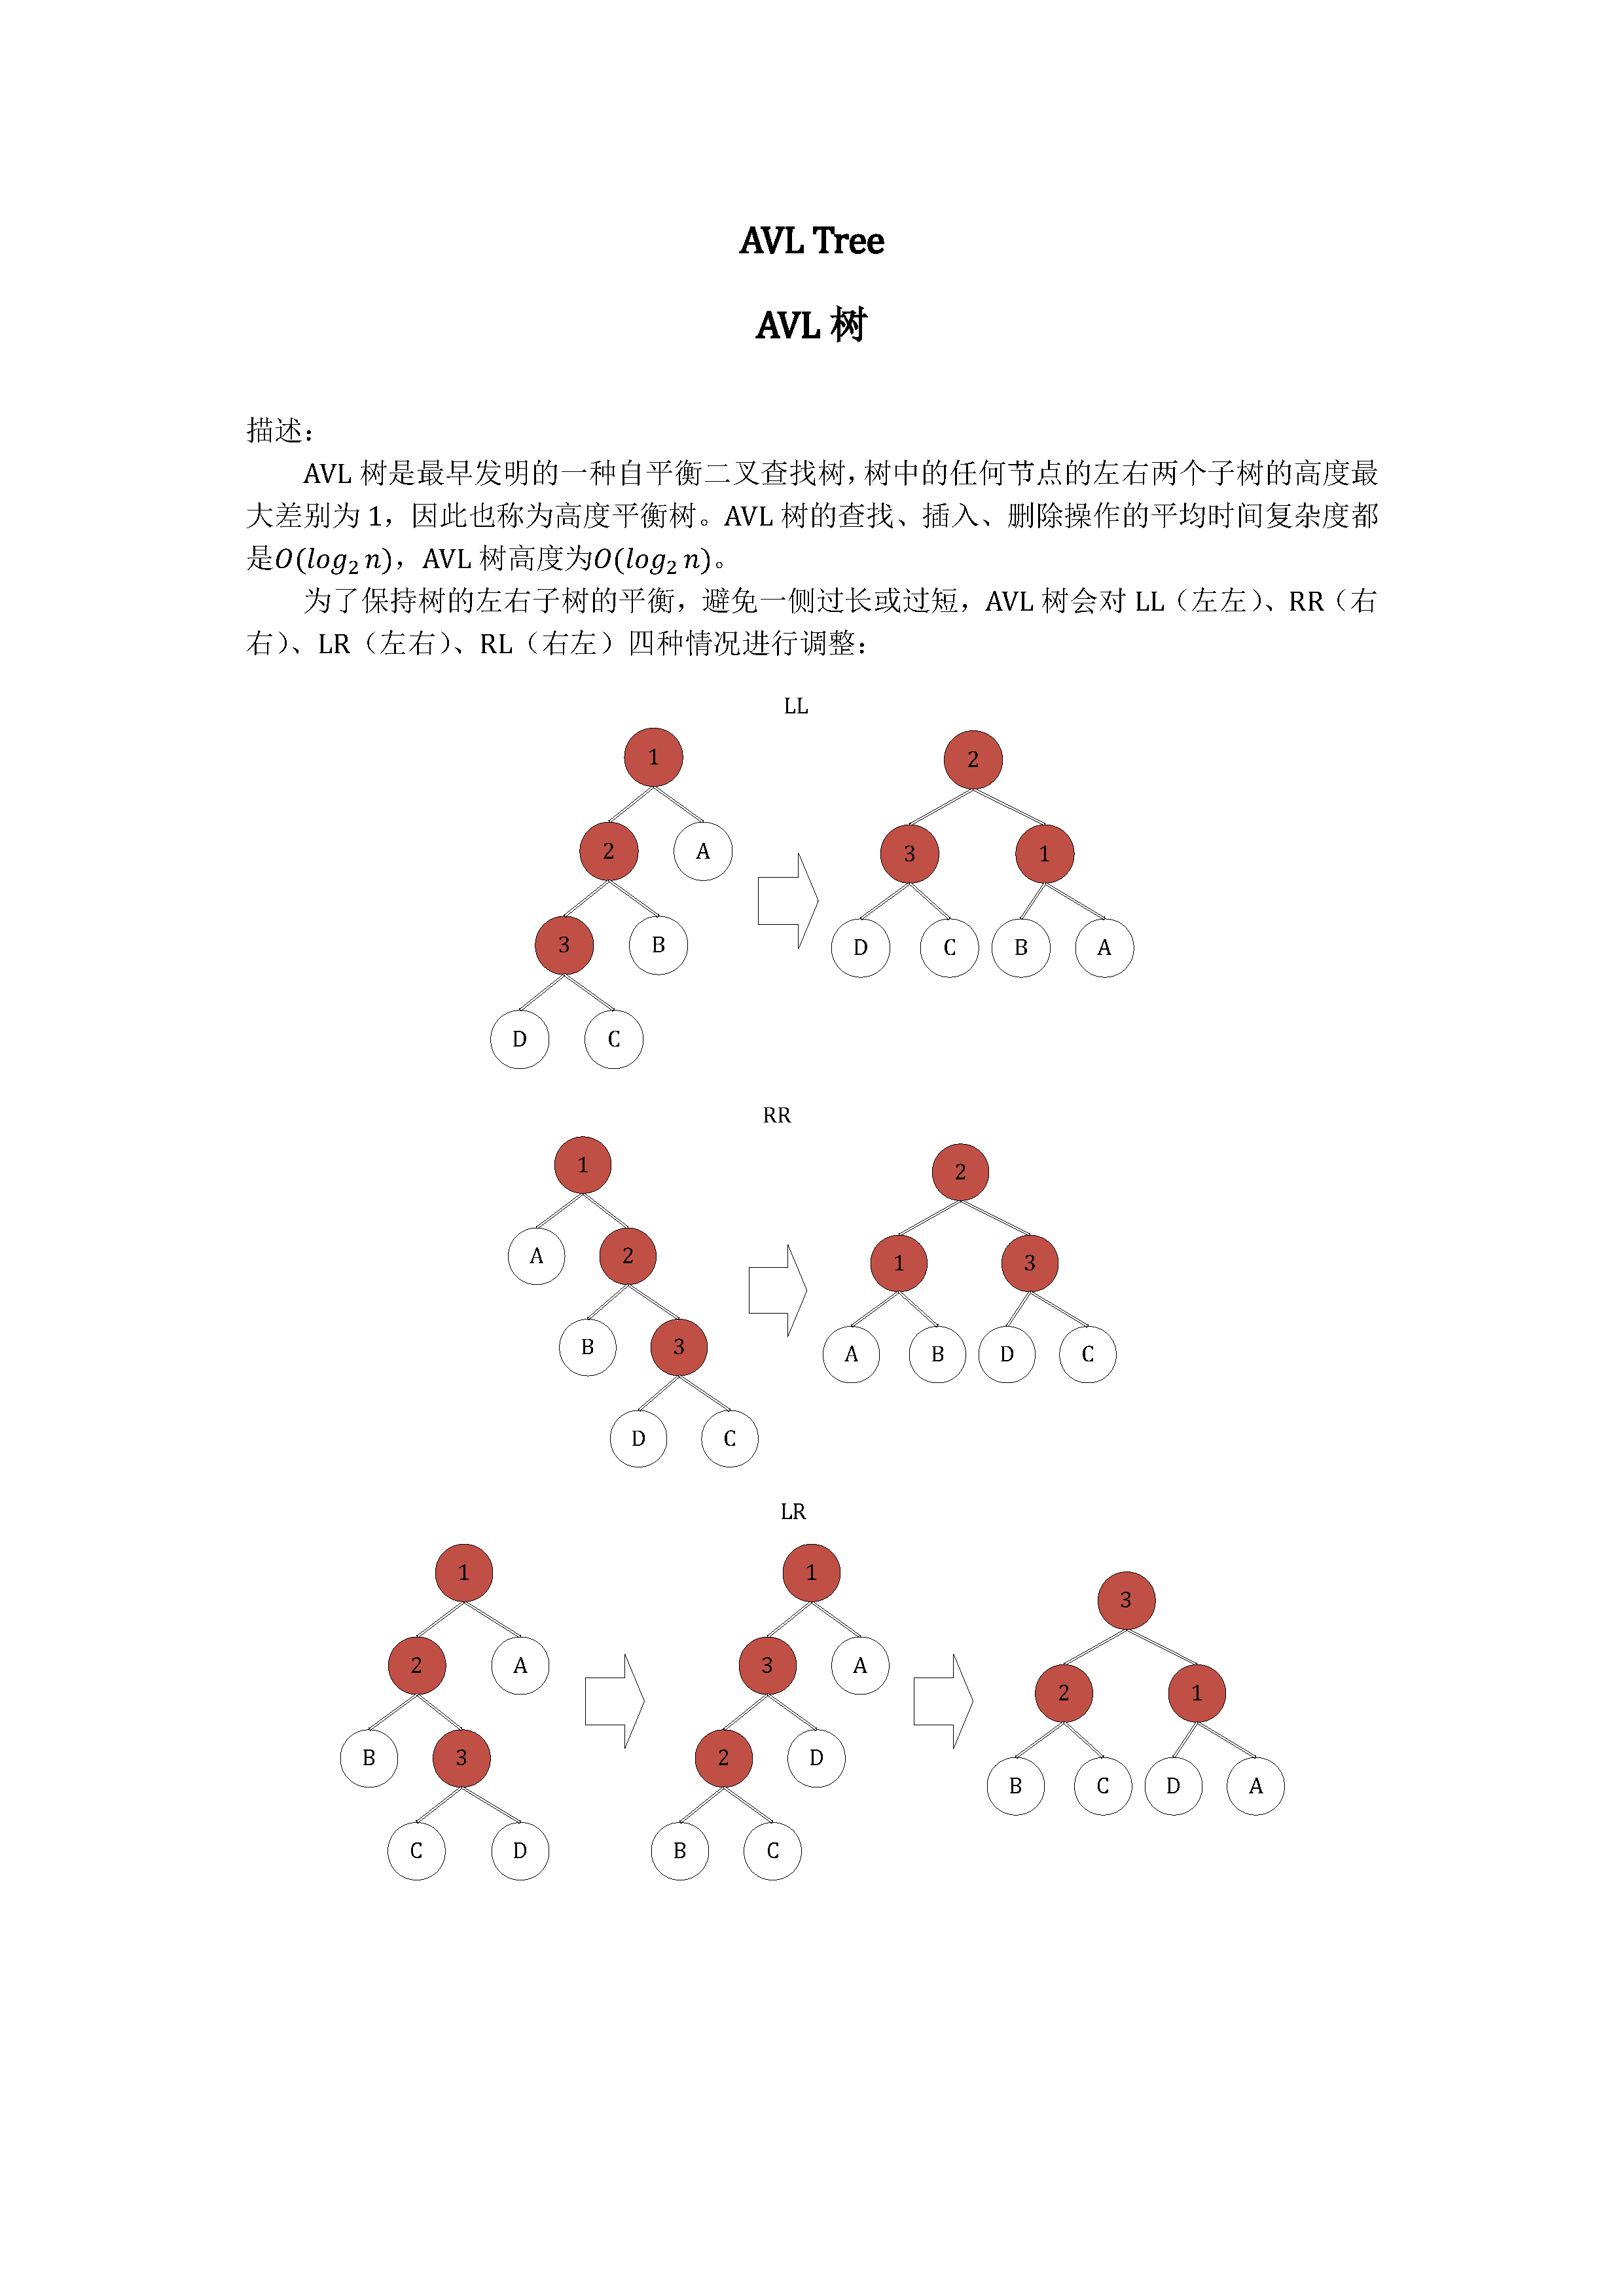 AVL Tree
AVL 树
描述：
AVL 树是最早发明的一种自平衡二叉查找树，树中的任何节点的左右两个子树的高度最
大差别为 1，因此也称为高度平衡树。AVL 树的查找、插入、删除操作的平均时间复杂度都
是O(log₂ n)，AVL 树高度为O(log₂ n)。
为了保持树的左右子树的平衡，避免一侧过长或过短，AVL 树会对 LL（左左）、RR（右
右）、LR（左右）、RL（右左）四种情况进行调整：
LL
1 2
2 A 3 1
3 B D C B A
D C
RR
1 2
A 2 1 3
B 3 A B D C
D C
LR
1 1 3
2 A 3 A 2 1
B 3 2 D B C D A
C D B C